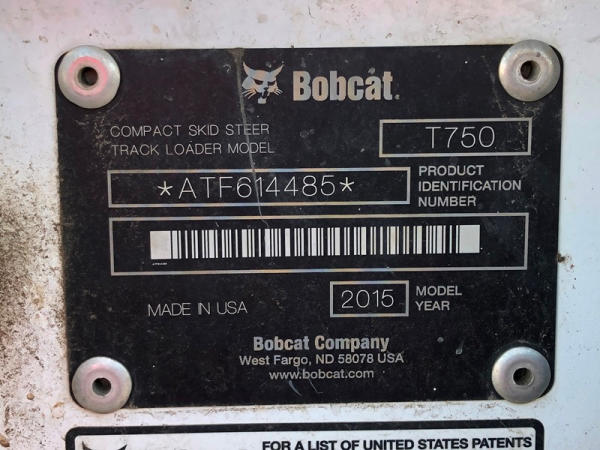 Bobcat.
COMPACT SKID STEER
TRACK LOADER MODEL
T750
*ATF614485*
PRODUCT
IDENTIFICATION
NUMBER
MADE IN USA
2015
MODEL
YEAR
Bobcat Company
West Fargo, ND 58078 USA
www.bobcat.com
FOR A LIST OF UNITED STATES PATENTS